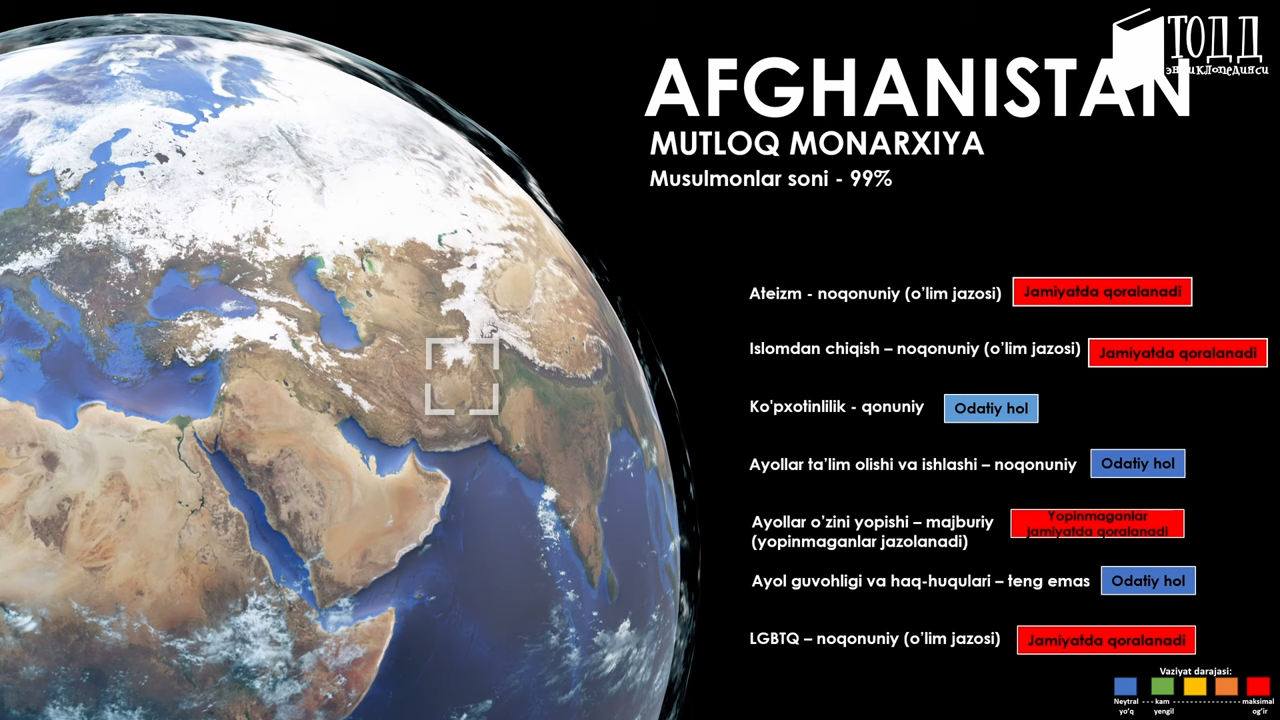 ТОДД
энциклопедияси
AFGHANISTAN
MUTLOQ MONARXIYA
Musulmonlar soni - 99%
Ateizm - noqonuniy (o'lim jazosi) Jamiyatda qoralanadi
Islomdan chiqish – noqonuniy (o'lim jazosi) Jamiyatda qoralanadi
Ko'pxotinlilik - qonuniy Odatiy hol
Ayollar ta'lim olishi va ishlashi – noqonuniy Odatiy hol
Ayollar o'zini yopishi – majburiy
(yopinmaganlar jazolanadi)
Yopinmaganlar
jamiyatda qoralanadi
Ayol guvohligi va haq-huqulari – teng emas Odatiy hol
LGBTQ – noqonuniy (o'lim jazosi) Jamiyatda qoralanadi
Vaziyat darajasi:
Neytral --- kam ---------------- maksimal
yo'q yengil og'ir